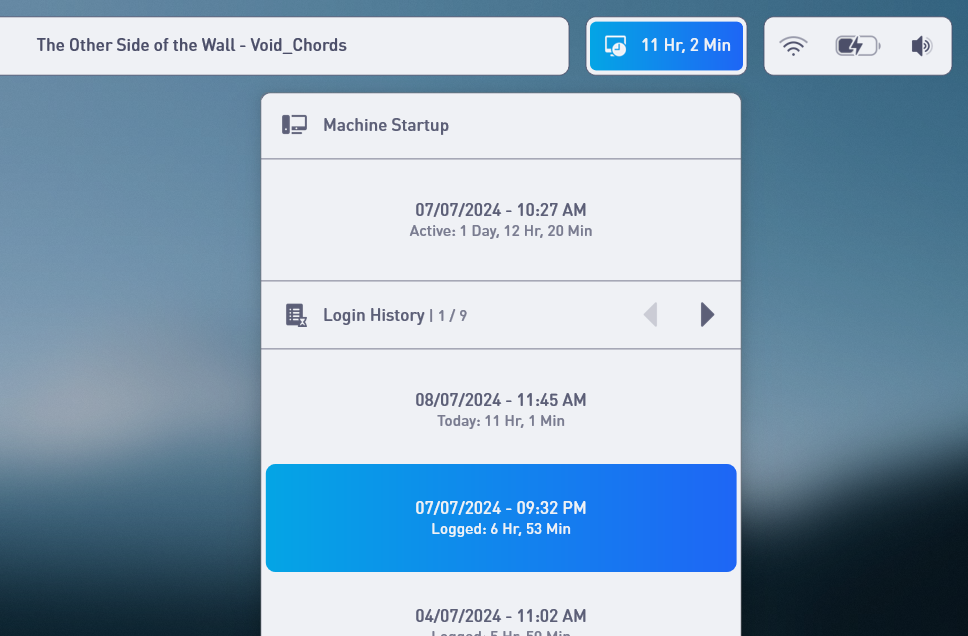 The Other Side of the Wall - Void_Chords
11 Hr, 2 Min
Machine Startup
07/07/2024 - 10:27 AM
Active: 1 Day, 12 Hr, 20 Min
Login History | 1 / 9
08/07/2024 - 11:45 AM
Today: 11 Hr, 1 Min
07/07/2024 - 09:32 PM
Logged: 6 Hr, 53 Min
04/07/2024 - 11:02 AM